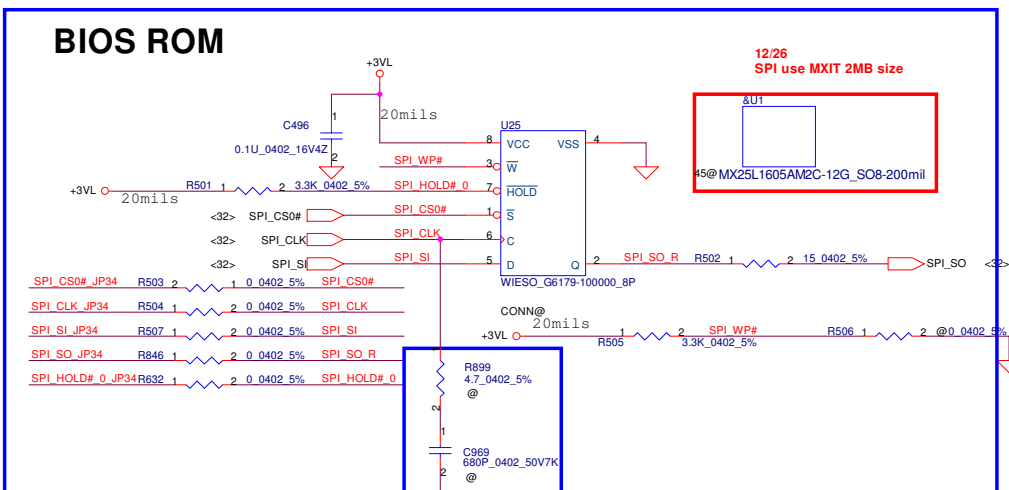 BIOS ROM
12/26
SPI use MXIT 2MB size
+3VL
20mils
C496
1
2
0.1U_0402_16V4Z
&U1
45@ MX25L1605AM2C-12G_SO8-200mil
U25
8 VCC VSS 4
SPI_WP# 3 W
+3VL 20mils R501 1 2 3.3K_0402_5% SPI_HOLD#_0 7 HOLD
<32> SPI_CS0# SPI_CS0# 1 S
<32> SPI_CLK SPI_CLK 6 C
<32> SPI_SI SPI_SI 5 D Q 2 SPI_SO_R R502 1 2 15_0402_5% SPI_SO <32>
WIESO_G6179-100000_8P
CONN@
SPI_CS0#_JP34 R503 2 1 0_0402_5% SPI_CS0#
SPI_CLK_JP34 R504 1 2 0_0402_5% SPI_CLK
SPI_SI_JP34 R507 1 2 0_0402_5% SPI_SI
SPI_SO_JP34 R846 1 2 0_0402_5% SPI_SO_R
SPI_HOLD#_0_JP34 R632 1 2 0_0402_5% SPI_HOLD#_0
+3VL 20mils R505 1 2 3.3K_0402_5% SPI_WP# R506 1 2 @0_0402_5%
1
R899
4.7_0402_5%
@
2
1
C969
680P_0402_50V7K
2
@